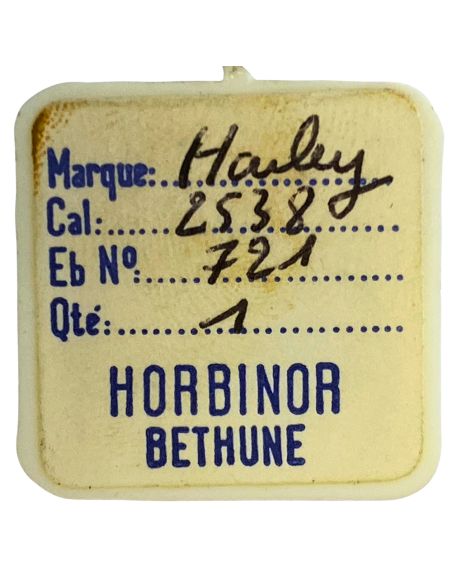 Marque: Harley
Cal: 2538
Eb Nº: 721
Qté: 1
HORBINOR
BETHUNE